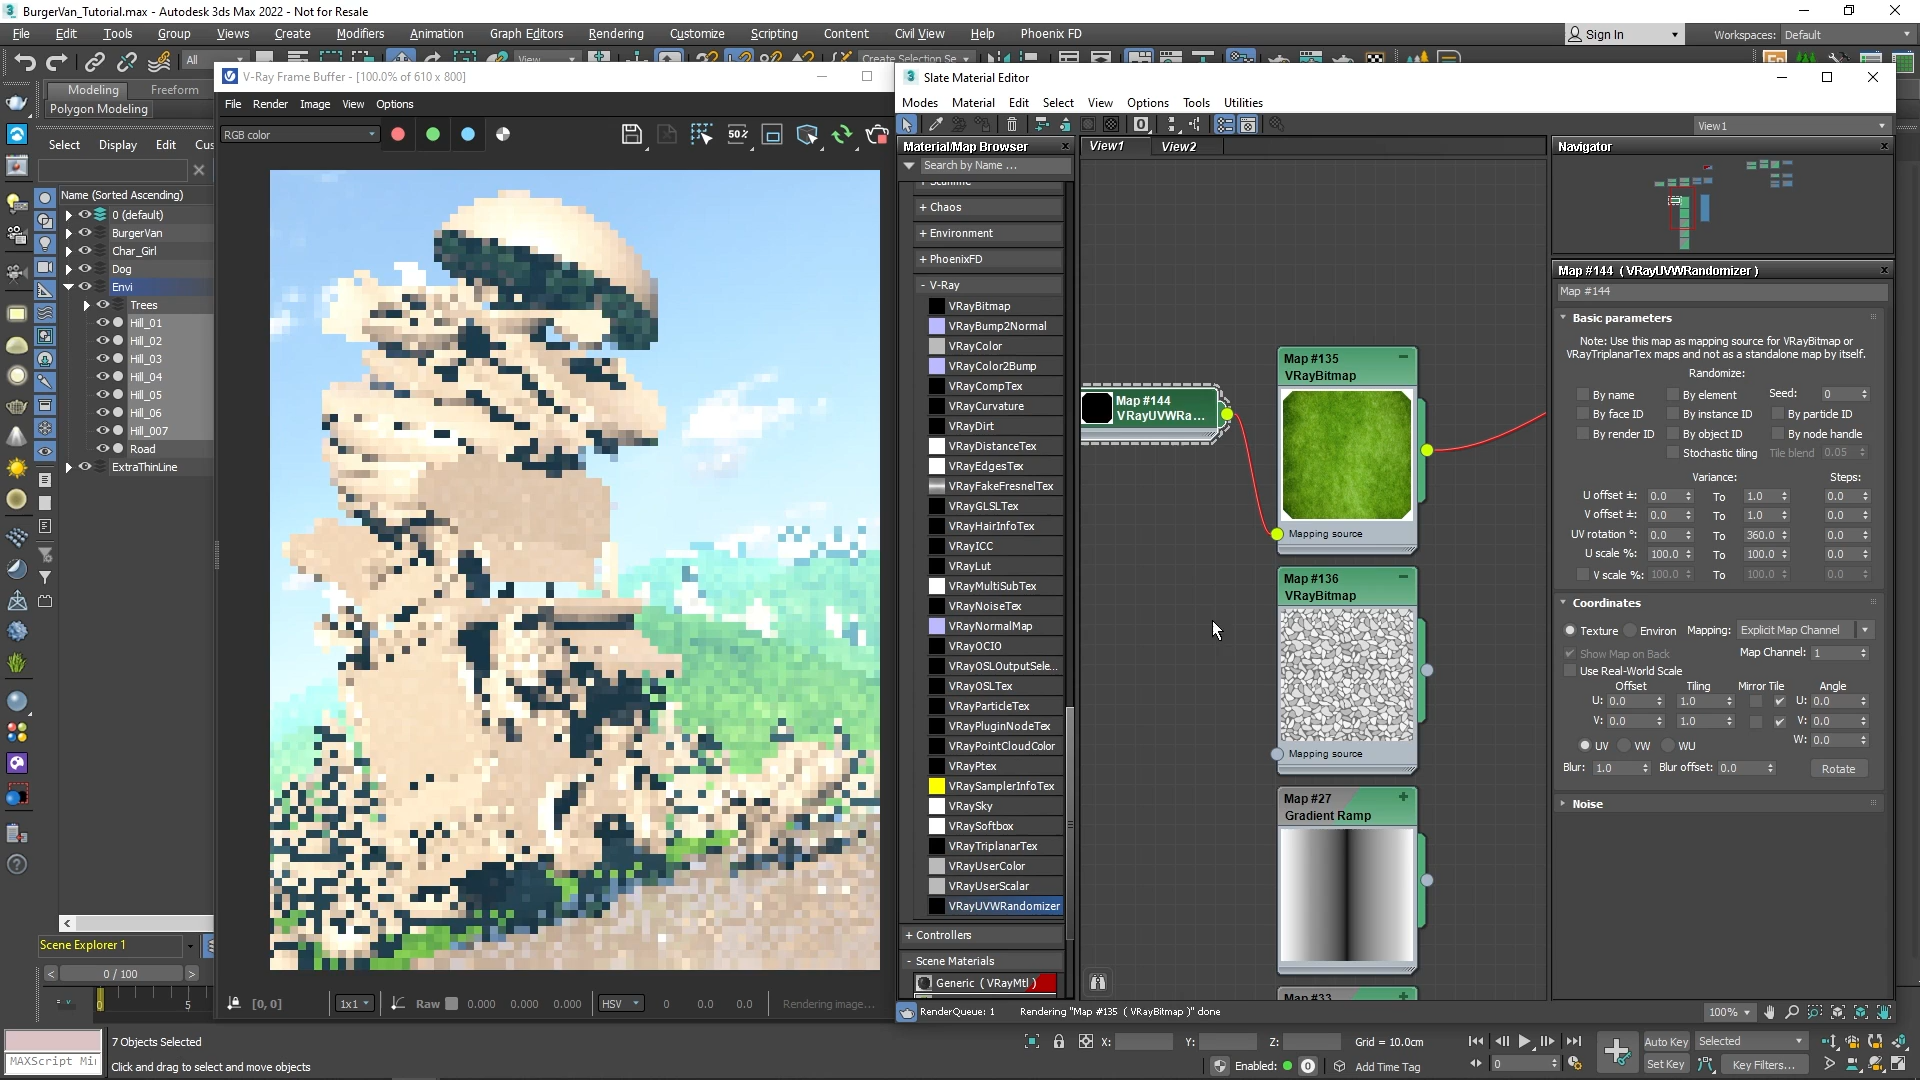 BurgerVan_Tutorial.max - Autodesk 3ds Max 2022 - Not for Resale
File Edit Tools Group Views Create Modifiers Animation Graph Editors Rendering Customize Scripting Content Civil View Help Phoenix FD
Sign In
Workspaces: Default
All
View
Create Selection Se
Modeling Freeform
Polygon Modeling
Select Display Edit Cus
Name (Sorted Ascending)
0 (default)
BurgerVan
Char_Girl
Dog
Envi
Trees
Hill_01
Hill_02
Hill_03
Hill_04
Hill_05
Hill_06
Hill_007
Road
ExtraThinLine
Scene Explorer 1
0 / 100
0 5
V-Ray Frame Buffer - [100.0% of 610 x 800]
File Render Image View Options
RGB color
50%
[0, 0]
1x1
Raw 0.000 0.000 0.000
HSV 0 0.0 0.0
Rendering image...
Slate Material Editor
Modes Material Edit Select View Options Tools Utilities
View1
Material/Map Browser
Search by Name ...
+ Scanline
+ Chaos
+ Environment
+ PhoenixFD
- V-Ray
VRayBitmap
VRayBump2Normal
VRayColor
VRayColor2Bump
VRayCompTex
VRayCurvature
VRayDirt
VRayDistanceTex
VRayEdgesTex
VRayFakeFresnelTex
VRayGLSLTex
VRayHairInfoTex
VRayICC
VRayLut
VRayMultiSubTex
VRayNoiseTex
VRayNormalMap
VRayOCIO
VRayOSLOutputSele...
VRayOSLTex
VRayParticleTex
VRayPluginNodeTex
VRayPointCloudColor
VRayPtex
VRaySamplerInfoTex
VRaySky
VRaySoftbox
VRayTriplanarTex
VRayUserColor
VRayUserScalar
VRayUVWRandomizer
+ Controllers
- Scene Materials
Generic ( VRayMtl )
View1 View2
Map #144
VRayUVWRa...
Map #135
VRayBitmap
Mapping source
Map #136
VRayBitmap
Mapping source
Map #27
Gradient Ramp
Map #33
Navigator
Map #144 ( VRayUVWRandomizer )
Map #144
Basic parameters
Note: Use this map as mapping source for VRayBitmap or
VRayTriplanarTex maps and not as a standalone map by itself.
Randomize:
By name By element Seed: 0
By face ID By instance ID By particle ID
By render ID By object ID By node handle
Stochastic tiling Tile blend 0.05
Variance: Steps:
U offset ±: 0.0 To 1.0 0.0
V offset ±: 0.0 To 1.0 0.0
UV rotation °: 0.0 To 360.0 0.0
U scale %: 100.0 To 100.0 0.0
V scale %: 100.0 To 100.0 0.0
Coordinates
Texture Environ Mapping: Explicit Map Channel
Show Map on Back Map Channel: 1
Use Real-World Scale
Offset Tiling Mirror Tile Angle
U: 0.0 1.0 U: 0.0
V: 0.0 1.0 V: 0.0
UV VW WU W: 0.0
Blur: 1.0 Blur offset: 0.0 Rotate
Noise
RenderQueue: 1 Rendering "Map #135 ( VRayBitmap )" done
100%
7 Objects Selected
MAXScript Mi
Click and drag to select and move objects
X: Y: Z: Grid = 10.0cm
Enabled: 0 Add Time Tag
0
Auto Key Selected
Set Key Key Filters...